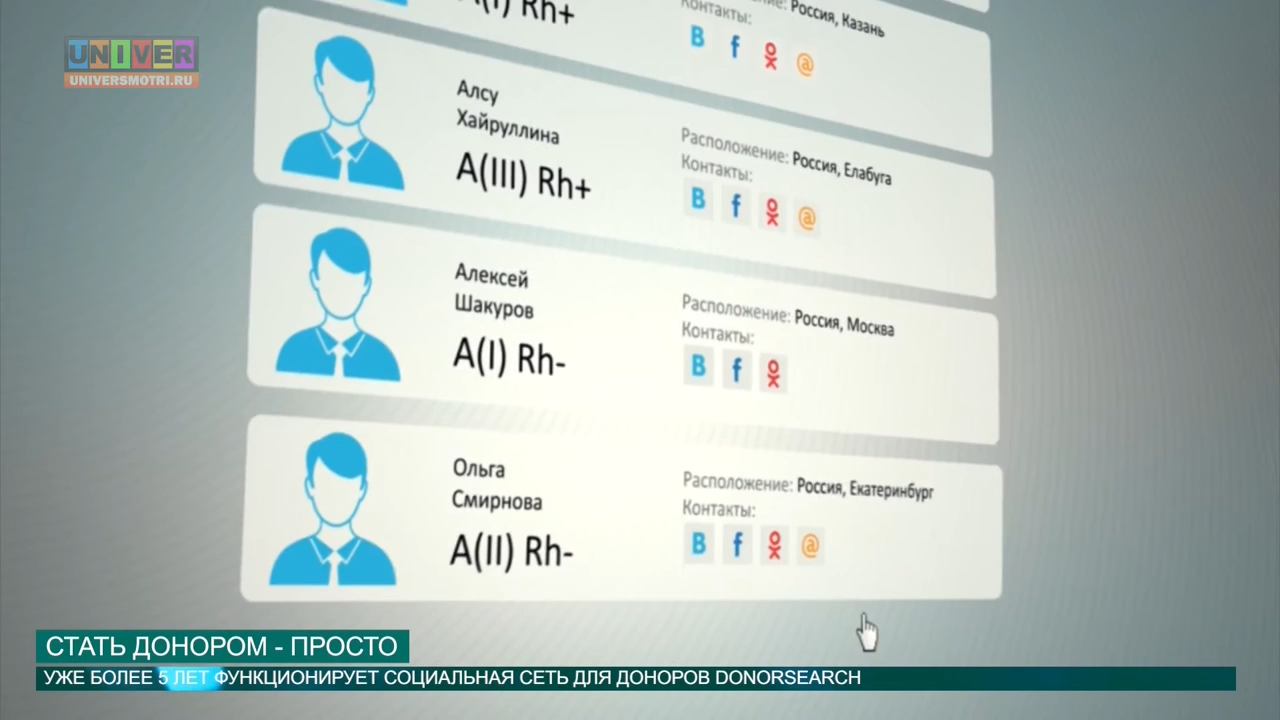 UNIVER
UNIVERSMOTRI.RU
Rh+
Россия, Казань
Контакты:
В f @
Алсу
Хайруллина
A(III) Rh+
Расположение: Россия, Елабуга
Контакты:
В f @
Алексей
Шакуров
A(I) Rh-
Расположение: Россия, Москва
Контакты:
В f
Ольга
Смирнова
A(II) Rh-
Расположение: Россия, Екатеринбург
Контакты:
В f @
СТАТЬ ДОНОРОМ - ПРОСТО
УЖЕ БОЛЕЕ 5 ЛЕТ ФУНКЦИОНИРУЕТ СОЦИАЛЬНАЯ СЕТЬ ДЛЯ ДОНОРОВ DONORSEARCH